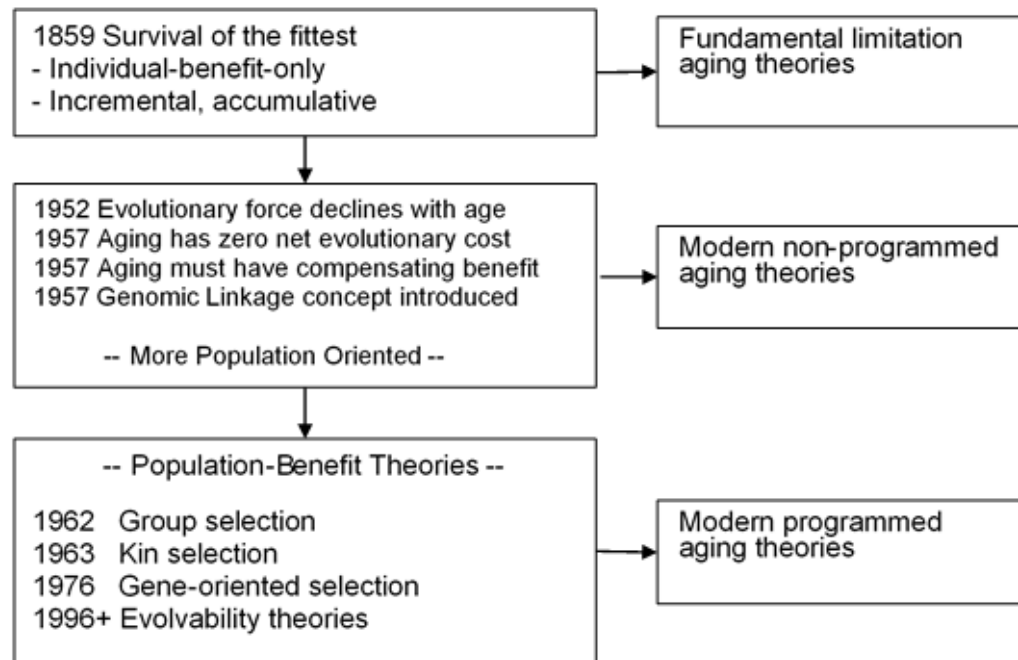 1859 Survival of the fittest
- Individual-benefit-only
- Incremental, accumulative
Fundamental limitation
aging theories
1952 Evolutionary force declines with age
1957 Aging has zero net evolutionary cost
1957 Aging must have compensating benefit
1957 Genomic Linkage concept introduced
-- More Population Oriented --
Modern non-programmed
aging theories
-- Population-Benefit Theories --
1962 Group selection
1963 Kin selection
1976 Gene-oriented selection
1996+ Evolvability theories
Modern programmed
aging theories